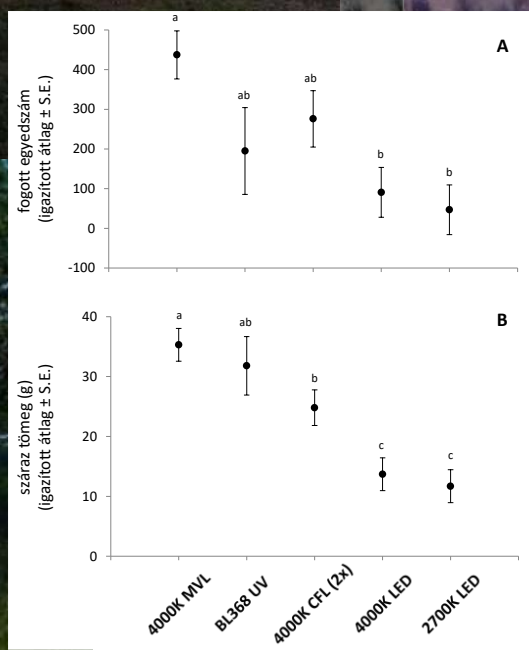 A
fogott egyedszám
(igazított átlag ± S.E.)
500
400
300
200
100
0
-100
a
ab
ab
b
b
B
száraz tömeg (g)
(igazított átlag ± S.E.)
40
30
20
10
0
a
ab
b
c
c
4000K MVL
BL368 UV
4000K CFL (2x)
4000K LED
2700K LED